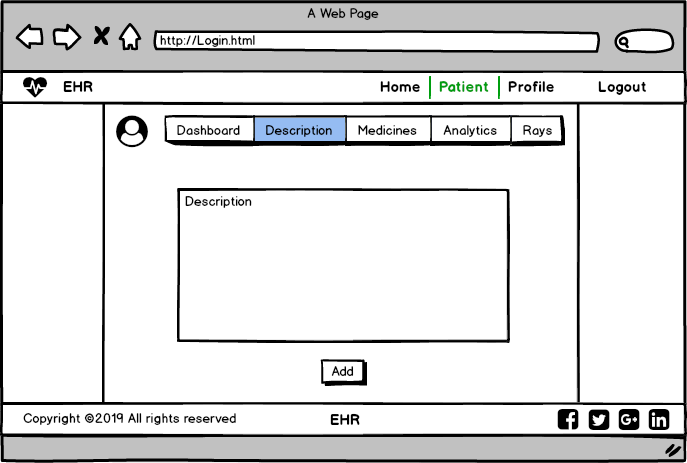 A Web Page
http://Login.html
EHR Home Patient Profile Logout
Dashboard Description Medicines Analytics Rays
Description
Add
Copyright ©2019 All rights reserved EHR